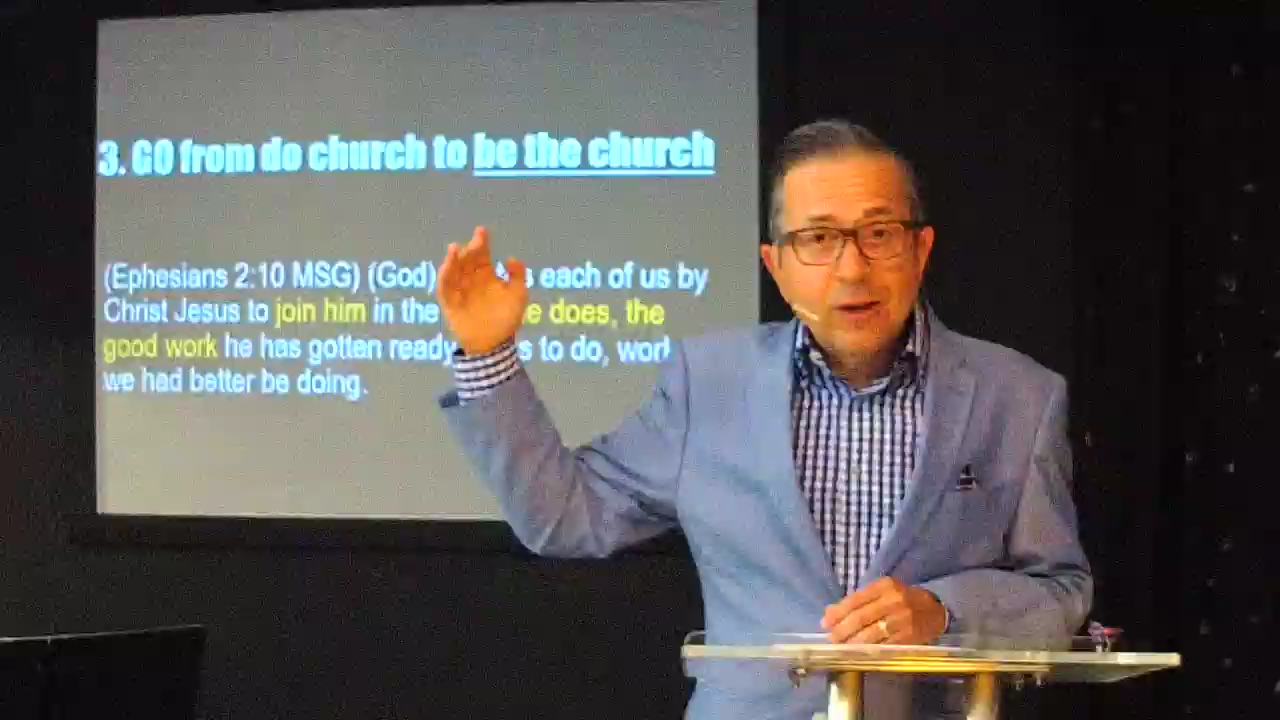 3. GO from do church to be the church
(Ephesians 2:10 MSG) (God) each of us by
Christ Jesus to join him in the does, the
good work he has gotten ready to do, work
we had better be doing.